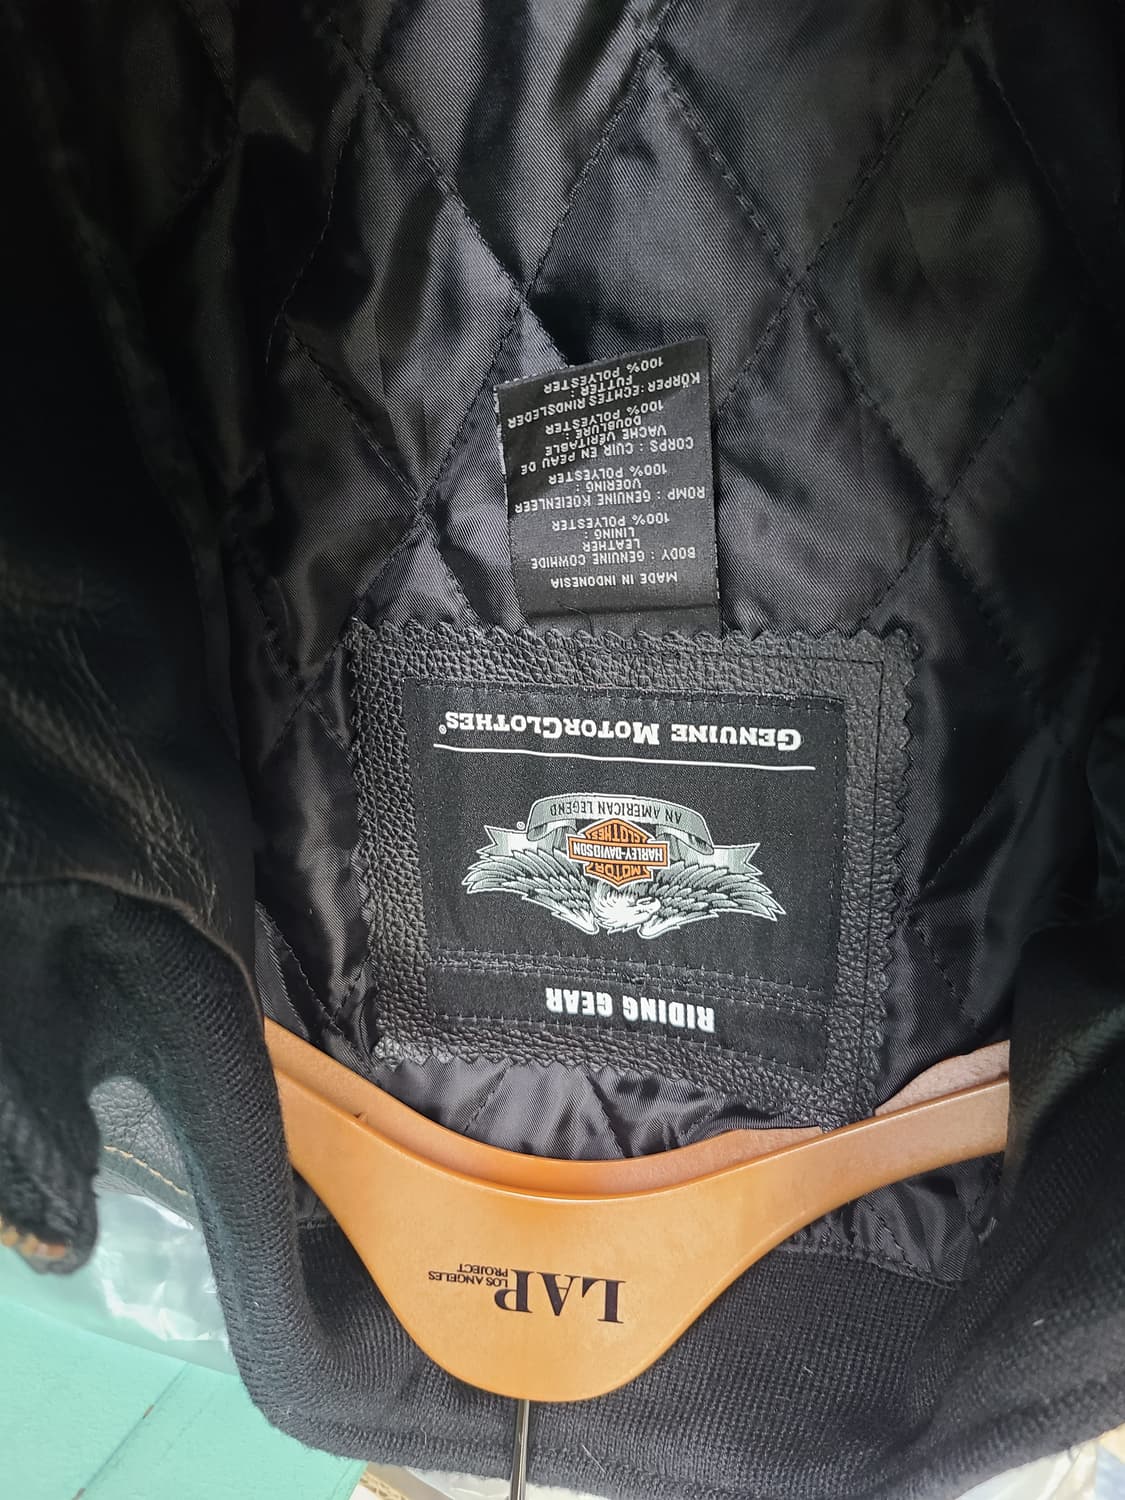 RIDING GEAR
MOTOR
HARLEY-DAVIDSON
CLOTHES
®
AN AMERICAN LEGEND
GENUINE MOTORCLOTHES®
MADE IN INDONESIA
BODY : GENUINE COWHIDE
LEATHER
LINING :
100% POLYESTER
ROMP : GENUINE KOEIENLEER
VOERING :
100% POLYESTER
CORPS : CUIR EN PEAU DE
VACHE VÉRITABLE
DOUBLURE :
100% POLYESTER
KÖRPER : ECHTES RINDSLEDER
FUTTER :
100% POLYESTER
LAP
LOS ANGELES
PROJECT